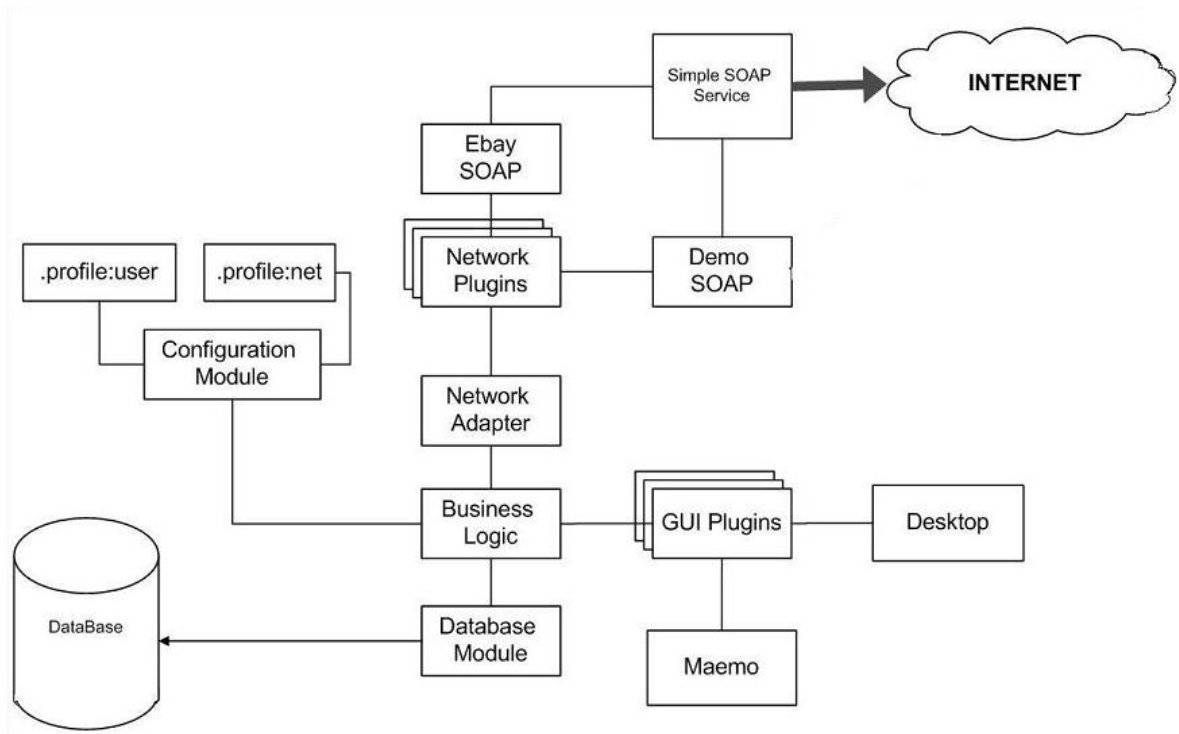 Simple SOAP
Service
INTERNET
Ebay
SOAP
.profile:user
.profile:net
Network
Plugins
Demo
SOAP
Configuration
Module
Network
Adapter
Business
Logic
GUI Plugins
Desktop
DataBase
Database
Module
Maemo